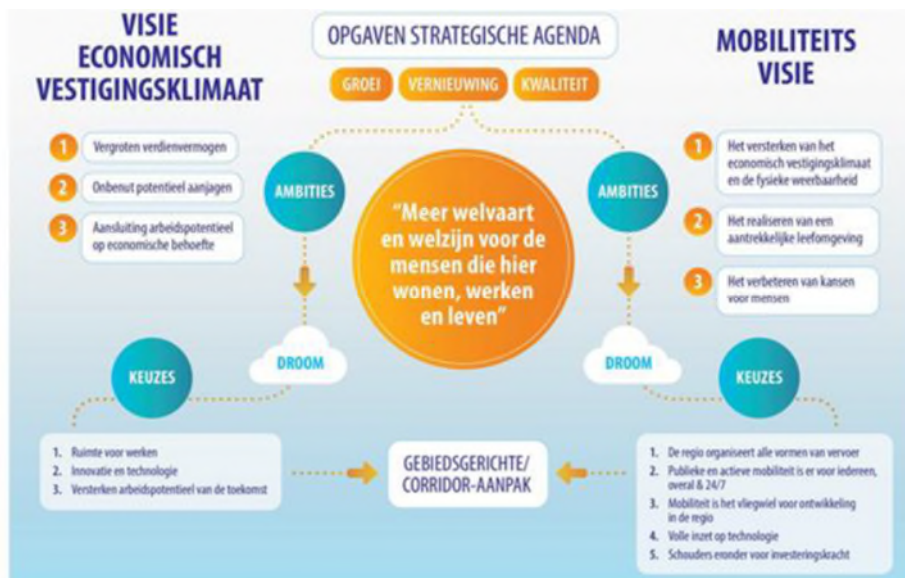 VISIE
ECONOMISCH
VESTIGINGSKLIMAAT
1 Vergroten verdienvermogen
2 Onbenut potentieel aanjagen
3 Aansluiting arbeidspotentieel
op economische behoefte
OPGAVEN STRATEGISCHE AGENDA
GROEI VERNIEUWING KWALITEIT
AMBITIES
"Meer welvaart
en welzijn voor de
mensen die hier
wonen, werken
en leven"
AMBITIES
MOBILITEITS
VISIE
1 Het versterken van het
economisch vestigingsklimaat
en de fysieke weerbaarheid
2 Het realiseren van een
aantrekkelijke leefomgeving
3 Het verbeteren van kansen
voor mensen
DROOM
DROOM
KEUZES
1. Ruimte voor werken
2. Innovatie en technologie
3. Versterken arbeidspotentieel van de toekomst
GEBIEDSGERICHTE/
CORRIDOR-AANPAK
KEUZES
1. De regio organiseert alle vormen van vervoer
2. Publieke en actieve mobiliteit is er voor iedereen,
overal & 24/7
3. Mobiliteit is het vliegwiel voor ontwikkeling
in de regio
4. Volle inzet op technologie
5. Schouders eronder voor investeringskracht